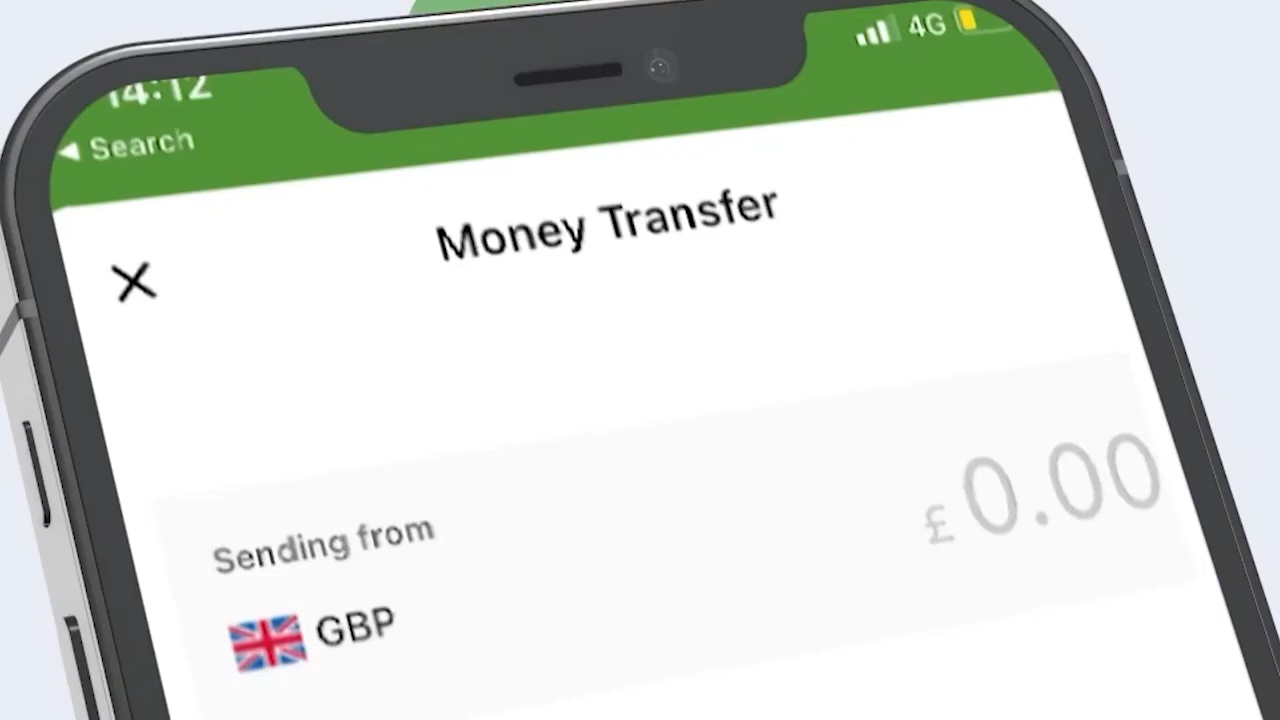 14:12
4G
◀ Search
Money Transfer
£ 0.00
Sending from
GBP